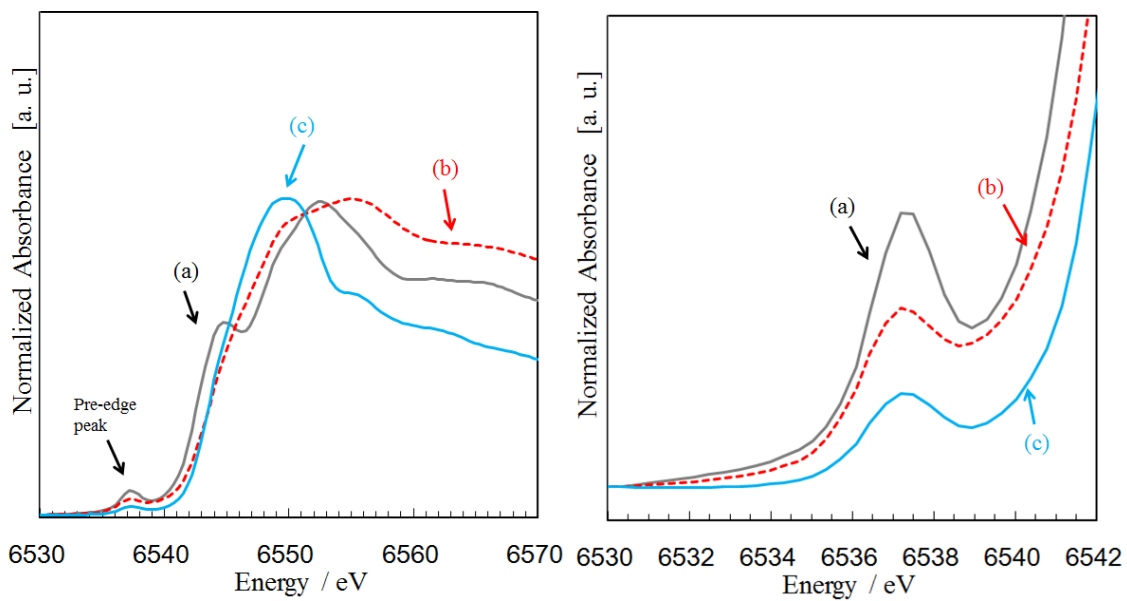 Normalized Absorbance [a. u.]
(c)
(b)
(a)
Pre-edge
peak
6530 6540 6550 6560 6570
Energy / eV
Normalized Absorbance [a. u.]
(a)
(b)
(c)
6530 6532 6534 6536 6538 6540 6542
Energy / eV